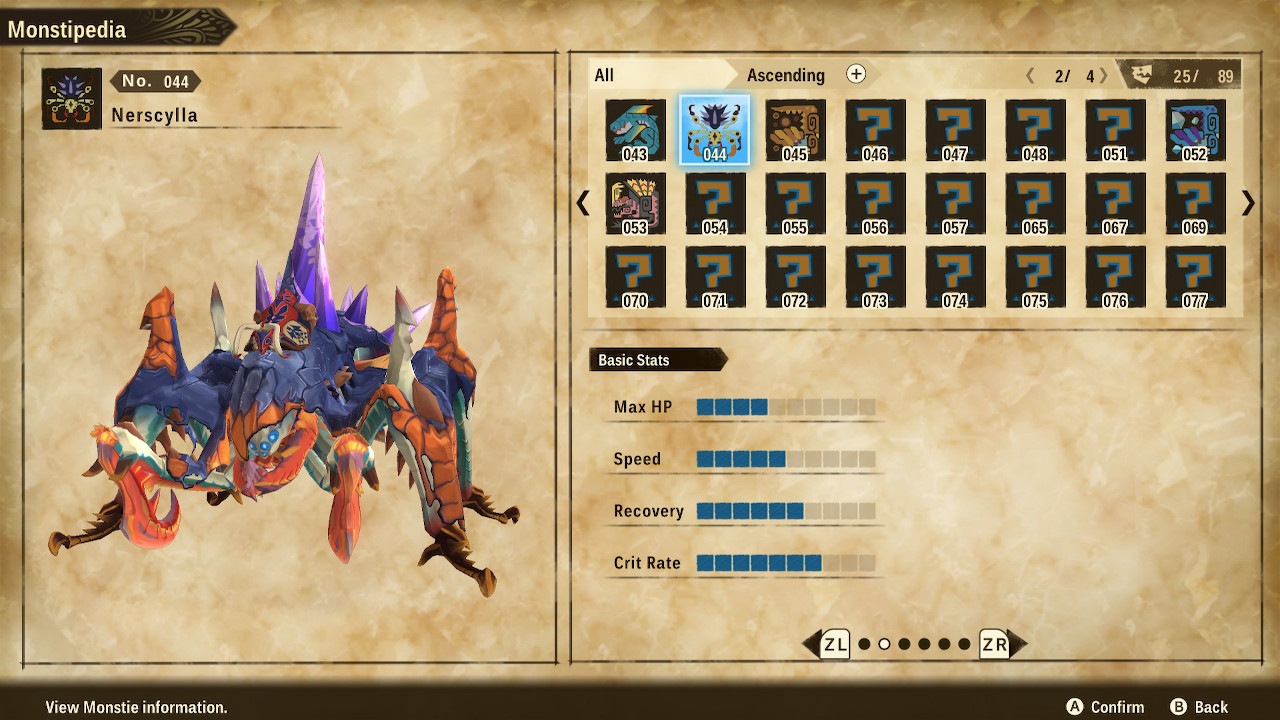 Monstipedia
No. 044
Nerscylla
All
Ascending
2/ 4
25/ 89
043 044 045 046 047 048 051 052
053 054 055 056 057 065 067 069
070 071 072 073 074 075 076 077
Basic Stats
Max HP
Speed
Recovery
Crit Rate
ZL ZR
View Monstie information.
A Confirm B Back